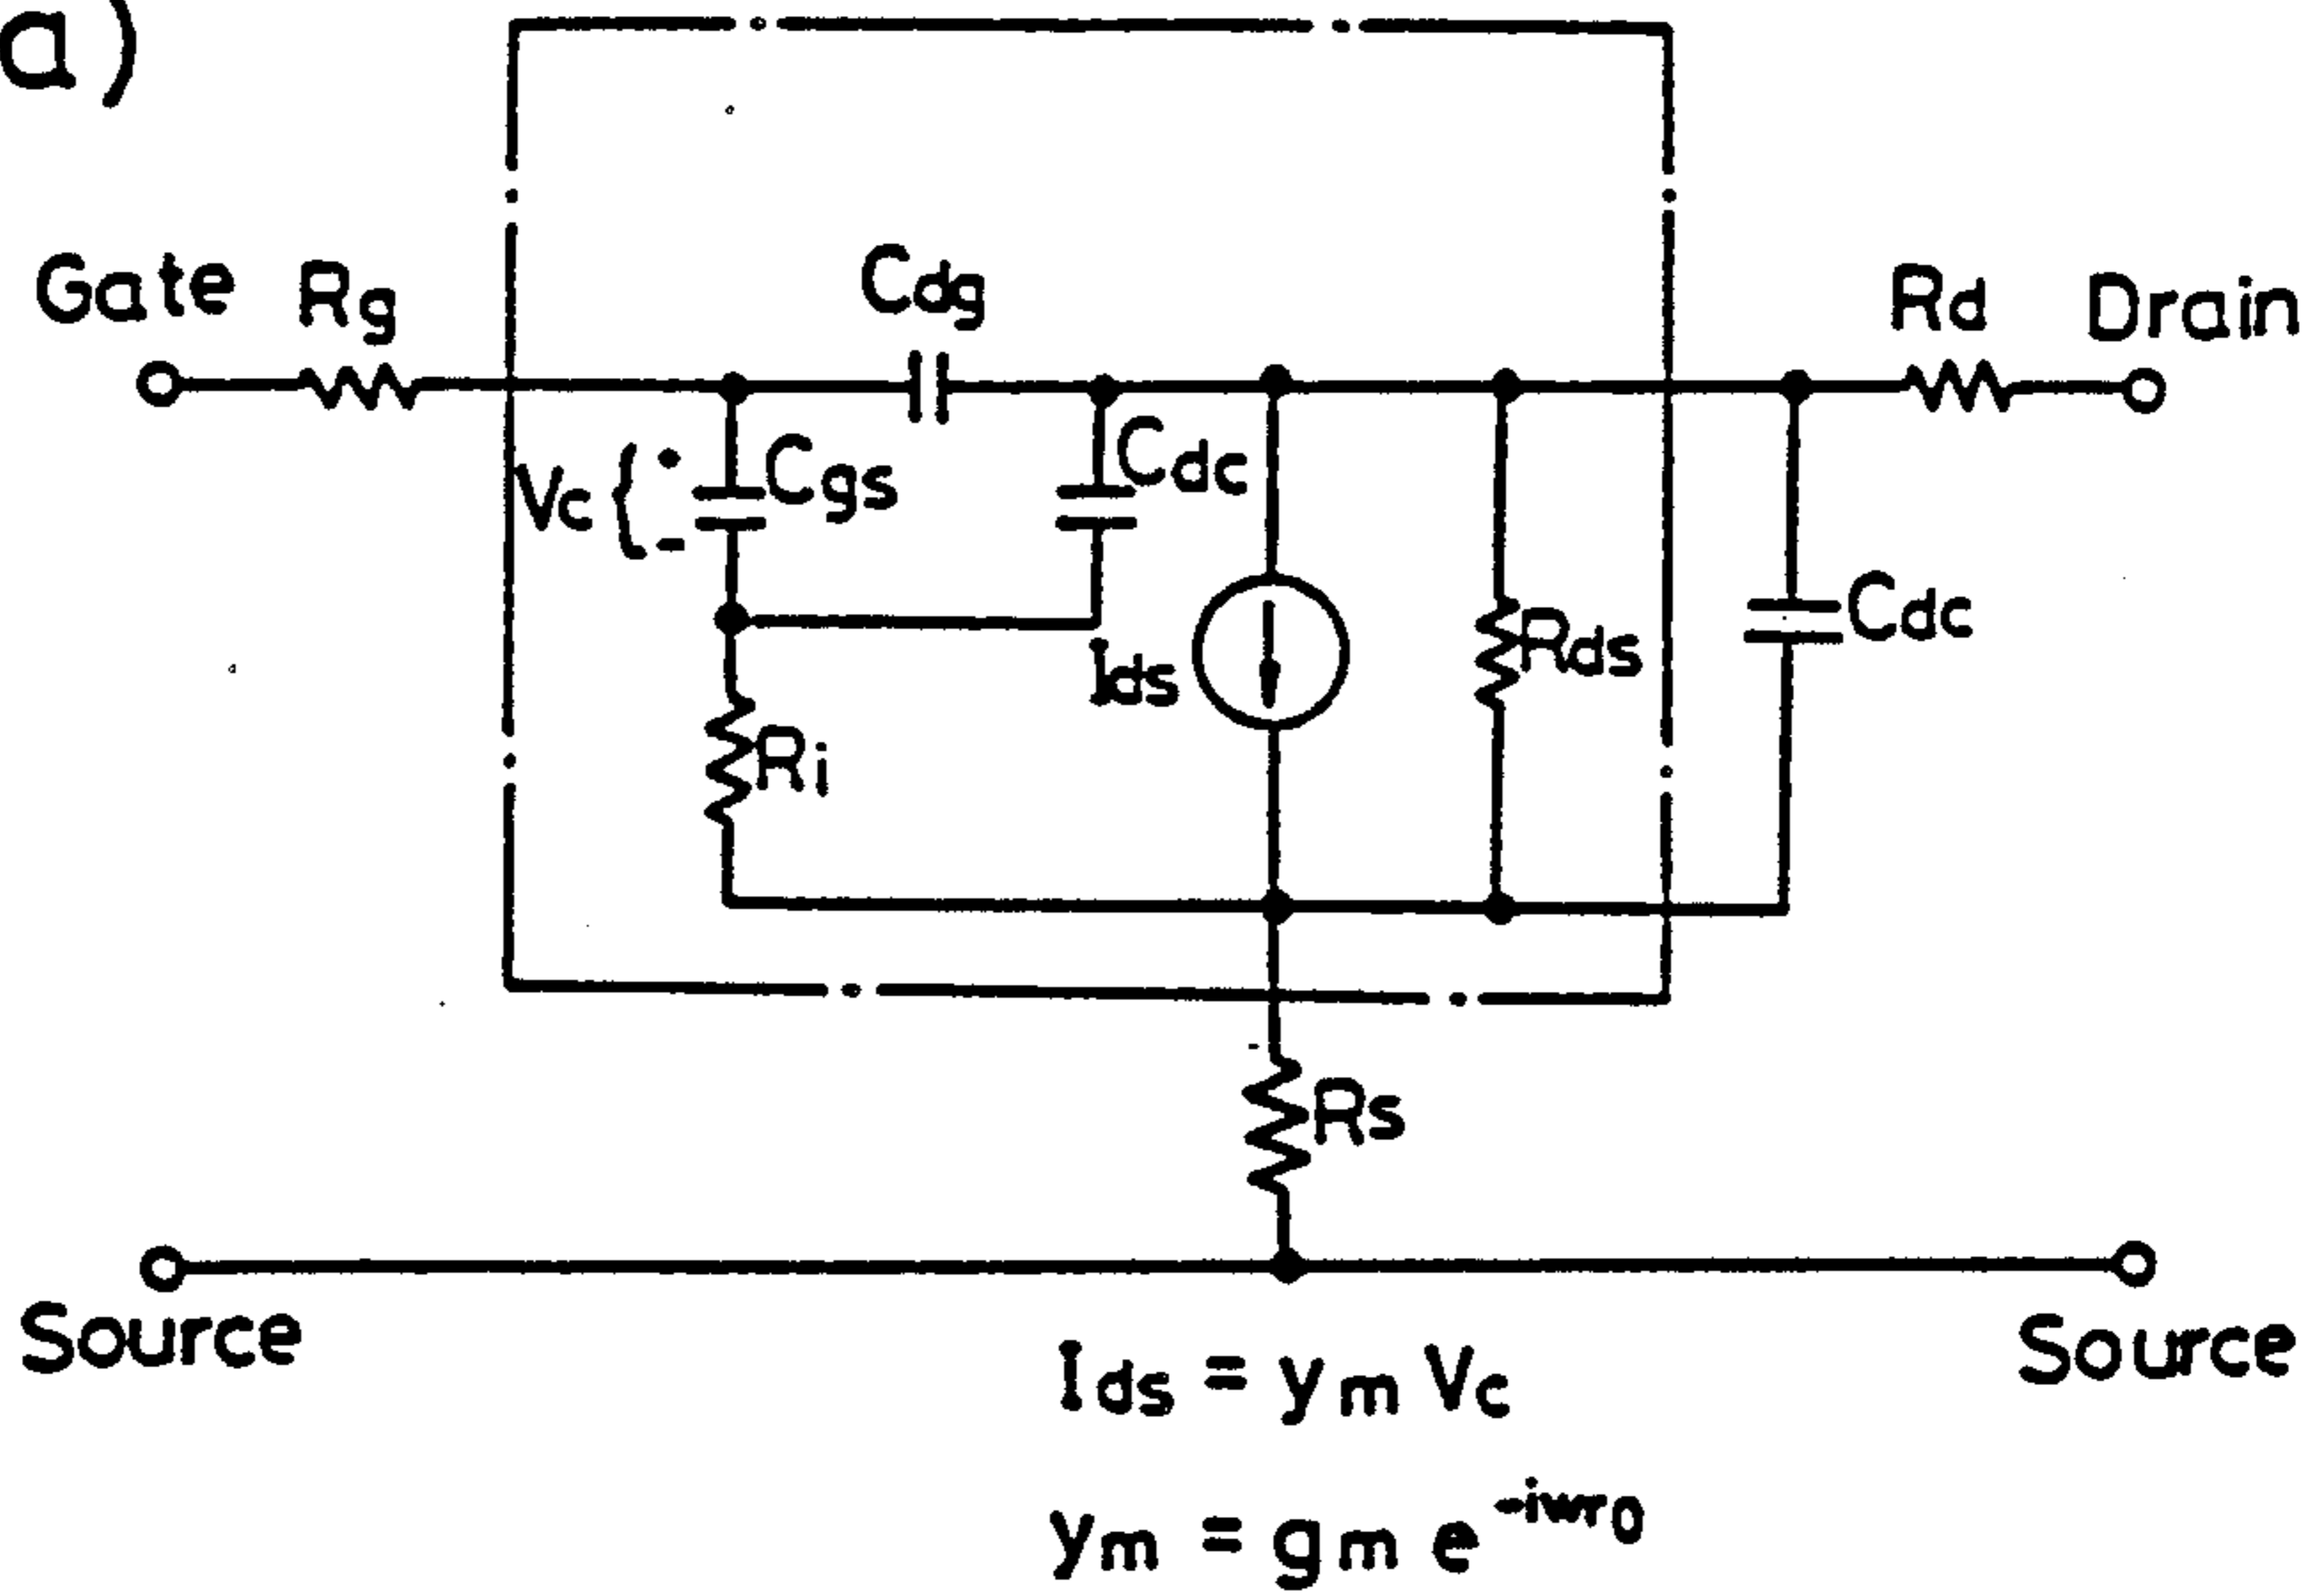 a)
Gate Rg
Cdg
Rd Drain
Vc { • -
Cgs
Cdc
Ids
Rds
Cdc
Ri
Rs
Source
Source
Ids = ym Vc
ym = gm e^-iwr0